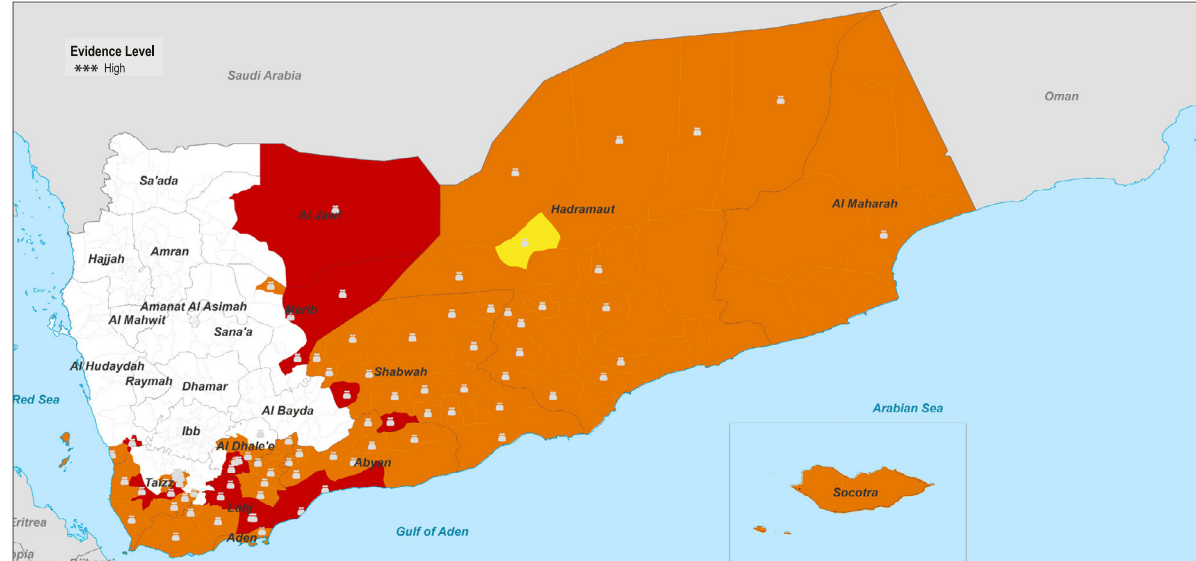 Evidence Level
*** High
Saudi Arabia
Oman
Sa'ada
Al Jawf
Hadramaut
Al Maharah
Hajjah
Amran
Amanat Al Asimah
Marib
Al Mahwit
Sana'a
Al Hudaydah
Raymah
Dhamar
Shabwah
Red Sea
Al Bayda
Arabian Sea
Ibb
Al Dhale'e
Abyan
Taizz
Socotra
Lahj
Eritrea
Aden
Gulf of Aden
opia
Djibouti